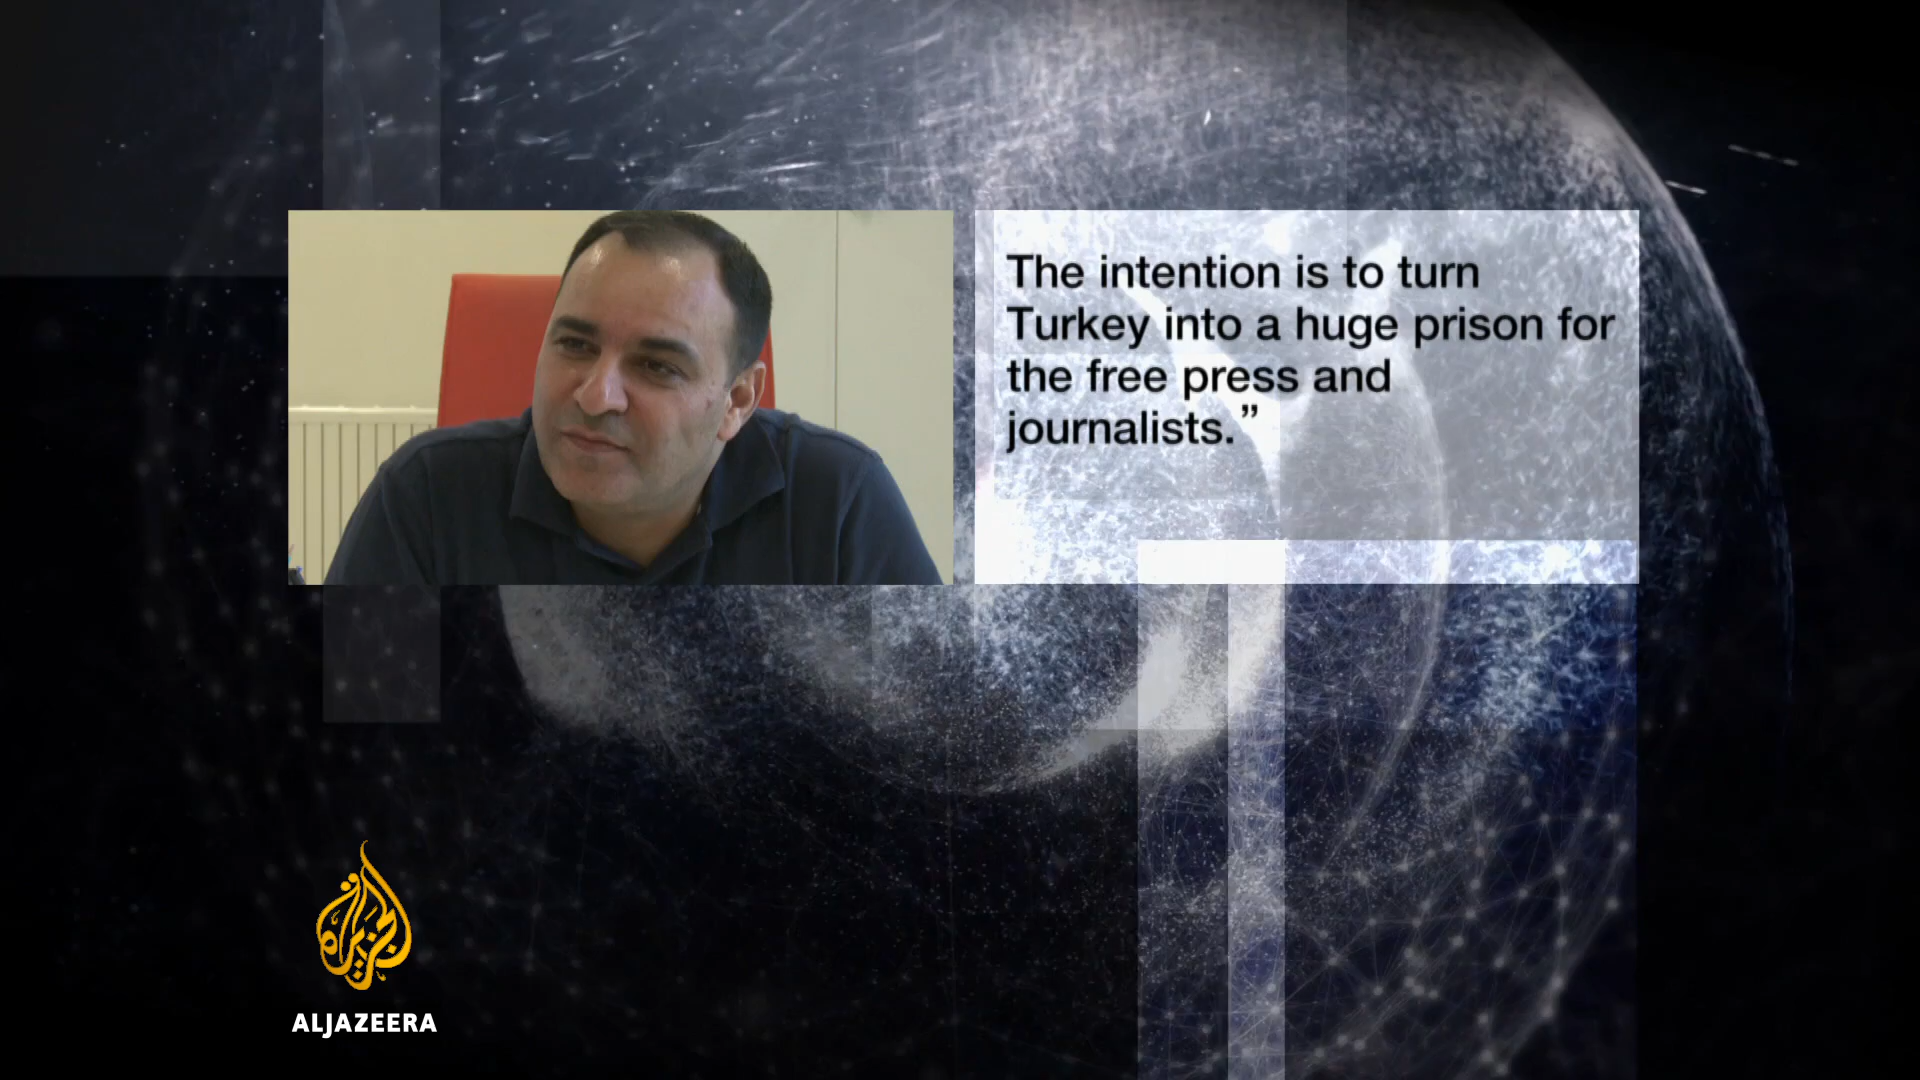 The intention is to turn
Turkey into a huge prison for
the free press and
journalists.”
الجزيرة
ALJAZEERA